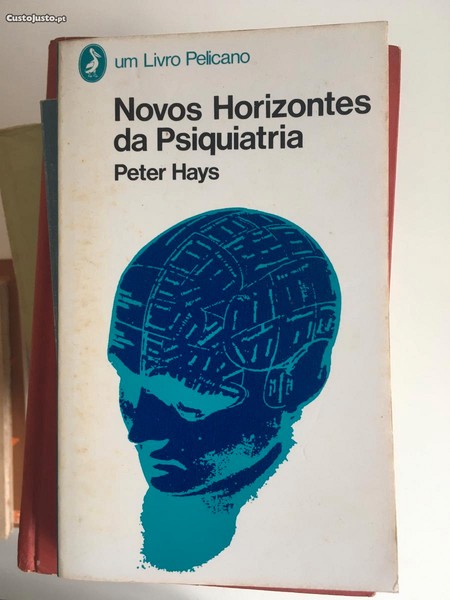 CustoJusto.pt
um Livro Pelicano
Novos Horizontes
da Psiquiatria
Peter Hays